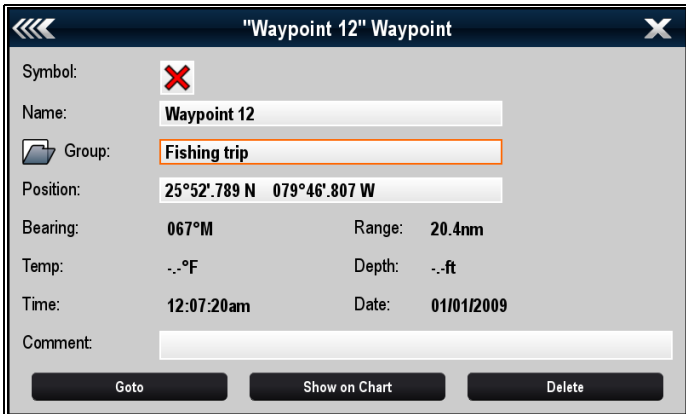 "Waypoint 12" Waypoint
Symbol:
Name: Waypoint 12
Group: Fishing trip
Position: 25°52'.789 N 079°46'.807 W
Bearing: 067°M Range: 20.4nm
Temp: -.-°F Depth: -.-ft
Time: 12:07:20am Date: 01/01/2009
Comment:
Goto Show on Chart Delete